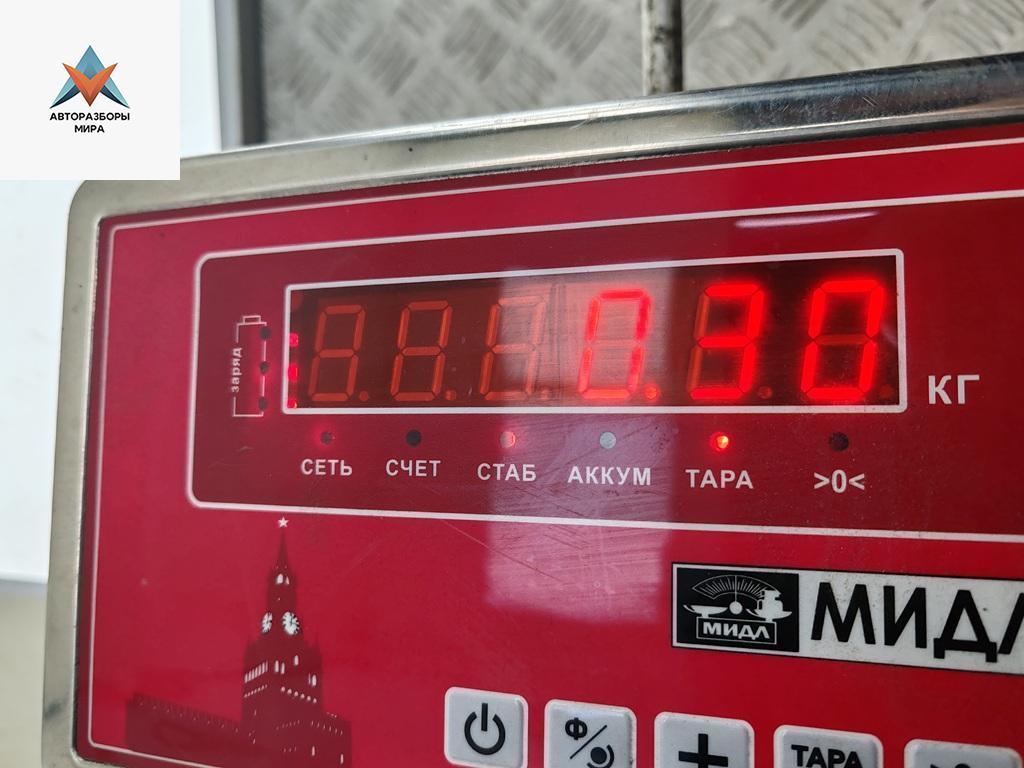 АВТОРАЗБОРЫ
МИРА
заряд
0.30
КГ
СЕТЬ
СЧЕТ
СТАБ
АККУМ
ТАРА
>0<
МИДЛ
МИДЛ
Ф/
+
ТАРА